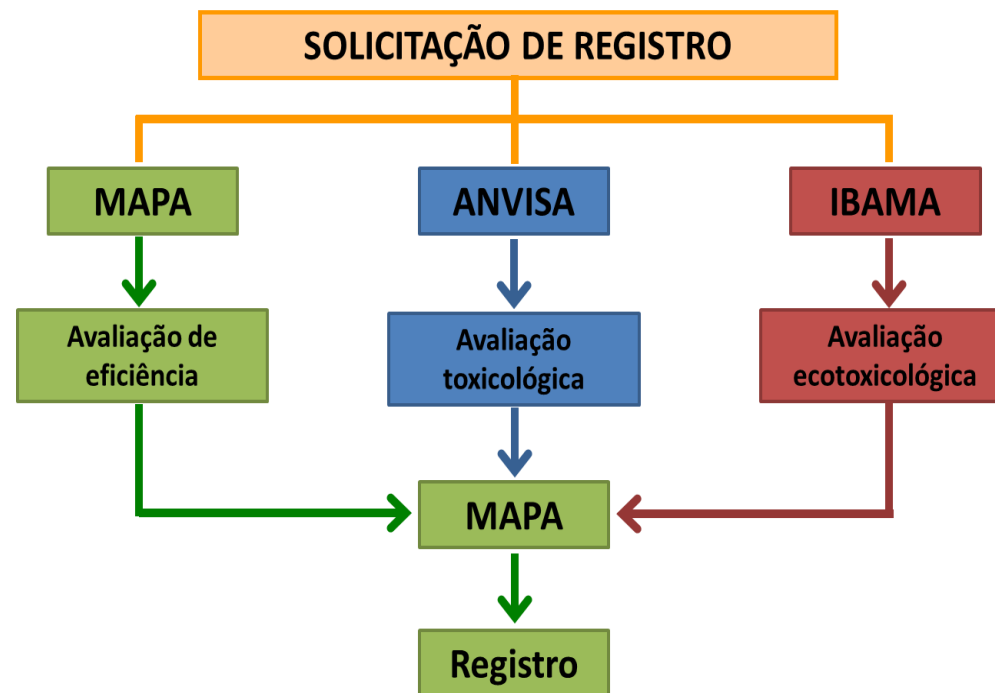 SOLICITAÇÃO DE REGISTRO
MAPA
ANVISA
IBAMA
Avaliação de
eficiência
Avaliação
toxicológica
Avaliação
ecotoxicológica
MAPA
Registro